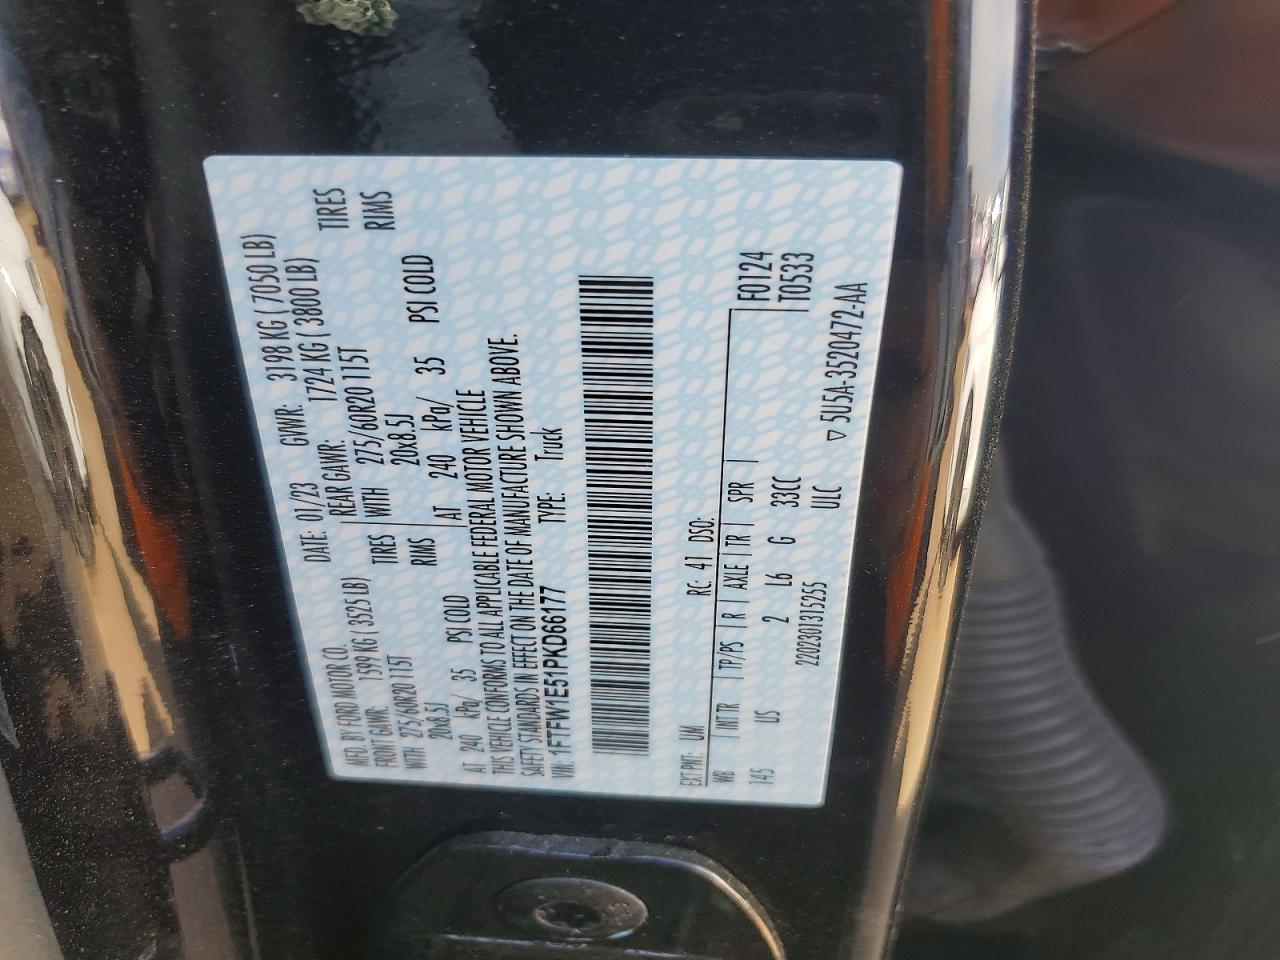 MFD. BY FORD MOTOR CO.
DATE: 01/23 GVWR: 3198 KG ( 7050 LB)
FRONT GAWR: 1599 KG ( 3525 LB) REAR GAWR: 1724 KG ( 3800 LB)
WITH 275/60R20 115T TIRES WITH 275/60R20 115T TIRES
20x8.5J RIMS 20x8.5J RIMS
AT 240 kPa/ 35 PSI COLD AT 240 kPa/ 35 PSI COLD
THIS VEHICLE CONFORMS TO ALL APPLICABLE FEDERAL MOTOR VEHICLE
SAFETY STANDARDS IN EFFECT ON THE DATE OF MANUFACTURE SHOWN ABOVE.
VIN: 1FTFW1E51PKD66177 TYPE: Truck
EXT PNT: UM RC: 41 DSO: F0124
WB INT TR TP/PS R AXLE TR SPR T0533
145 US 2 L6 G 33CC
2202301315255 ULC ▽ 5U5A-3520472-AA